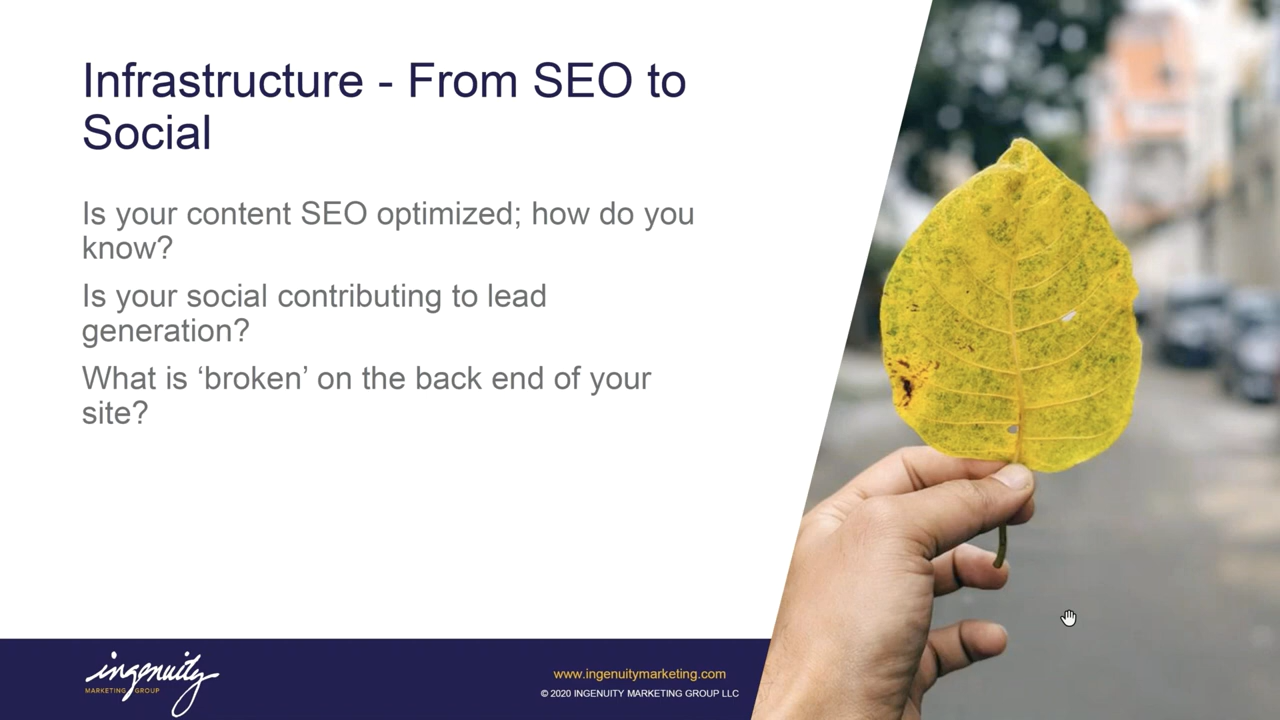 Infrastructure - From SEO to
Social
Is your content SEO optimized; how do you
know?
Is your social contributing to lead
generation?
What is ‘broken’ on the back end of your
site?
ingenuity
MARKETING GROUP
www.ingenuitymarketing.com
© 2020 INGENUITY MARKETING GROUP LLC